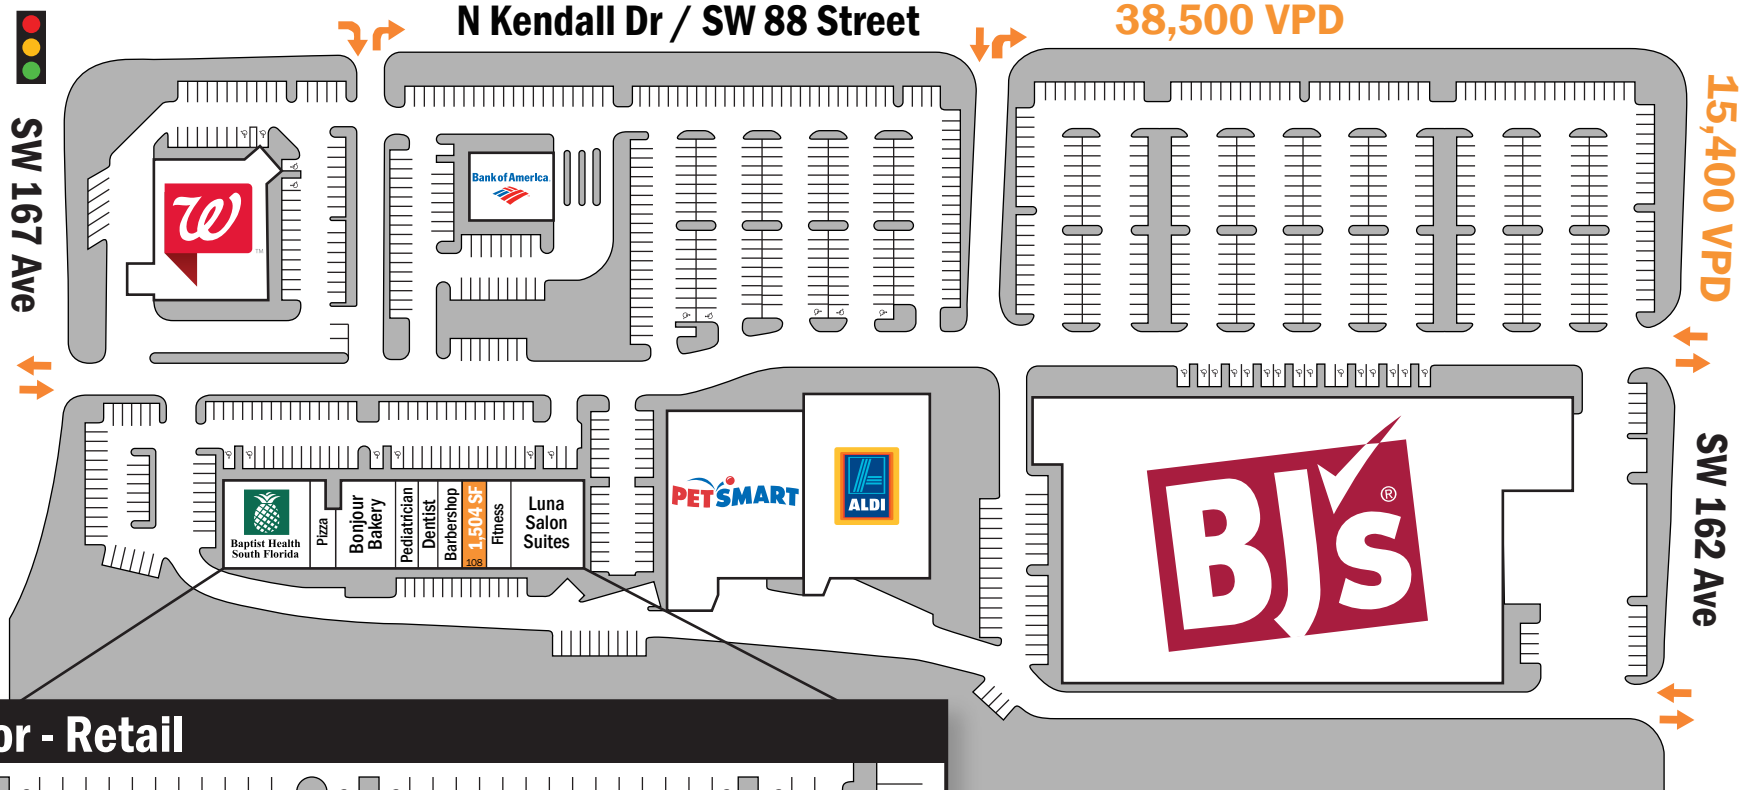 N Kendall Dr / SW 88 Street
38,500 VPD
15,400 VPD
SW 167 Ave
W
TM
Bank of America
PETSMART
ALDI
BJ's
®
SW 162 Ave
Baptist Health
South Florida
Pizza
Bonjour
Bakery
Pediatrician
Dentist
Barbershop
1,504 SF
108
Fitness
Luna
Salon
Suites
or - Retail